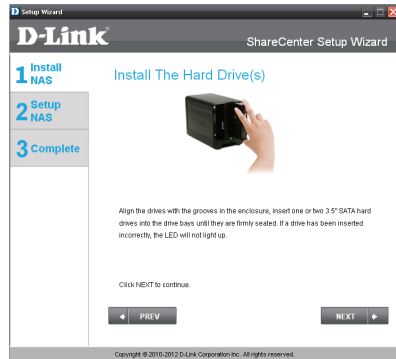 D Setup Wizard
D-Link
ShareCenter Setup Wizard
1 Install
NAS
Install The Hard Drive(s)
2 Setup
NAS
3 Complete
Align the drives with the grooves in the enclosure, insert one or two 3.5" SATA hard
drives into the drive bays until they are firmly seated. If a drive has been inserted
incorrectly, the LED will not light up.
Click NEXT to continue.
PREV
NEXT
Copyright © 2010-2012 D-Link Corporation Inc. All rights reserved.